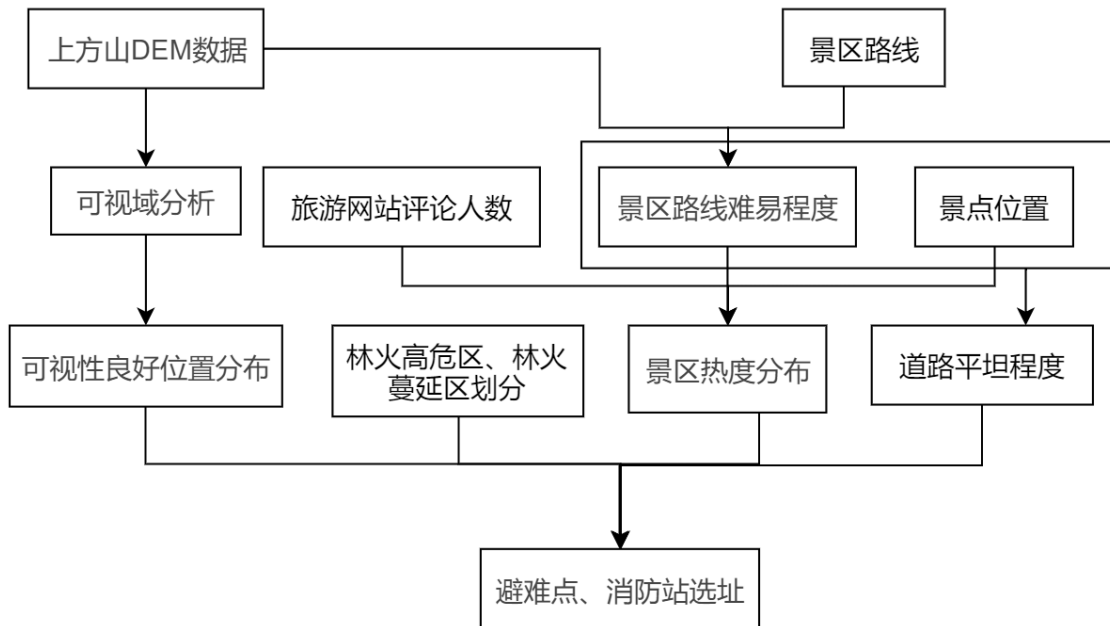 上方山DEM数据
景区路线
可视域分析
旅游网站评论人数
景区路线难易程度
景点位置
可视性良好位置分布
林火高危区、林火
蔓延区划分
景区热度分布
道路平坦程度
避难点、消防站选址